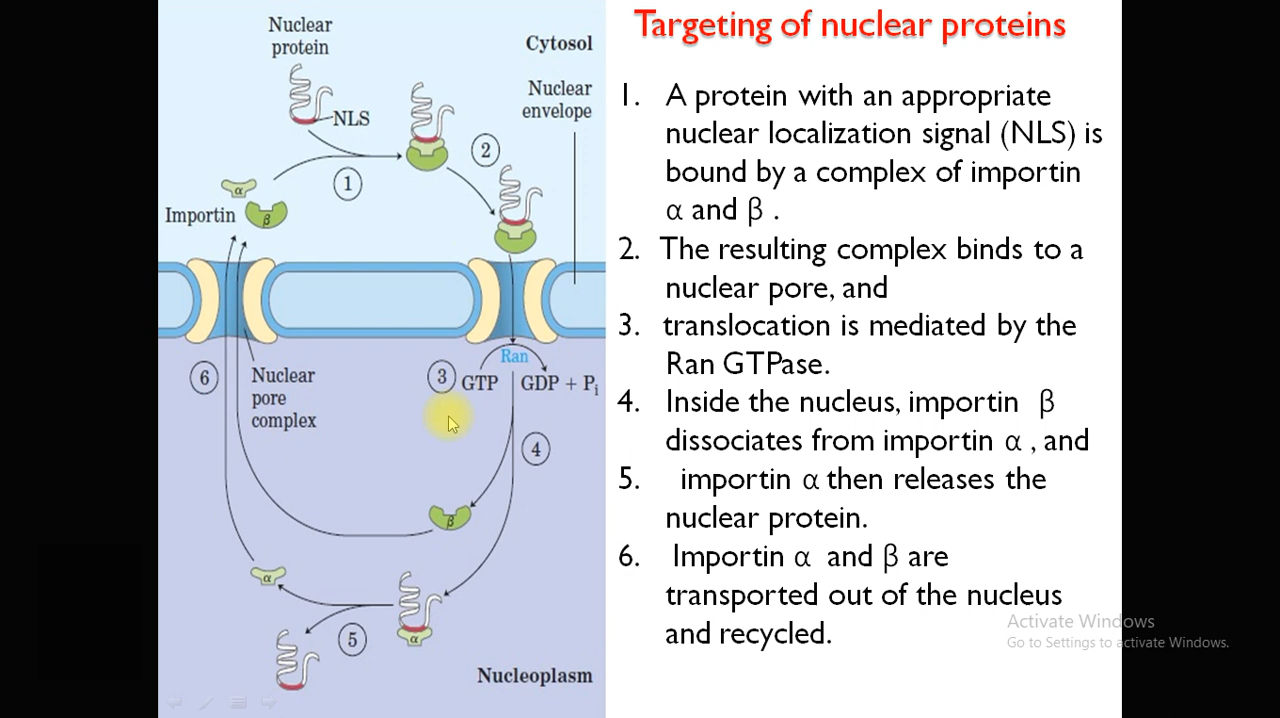 Targeting of nuclear proteins
Nuclear
protein
Cytosol
Nuclear
envelope
NLS
1
2
α
Importin
β
Ran
3
GTP
GDP + Pi
6
Nuclear
pore
complex
4
β
α
α
5
Nucleoplasm
1. A protein with an appropriate
nuclear localization signal (NLS) is
bound by a complex of importin
α and β .
2. The resulting complex binds to a
nuclear pore, and
3. translocation is mediated by the
Ran GTPase.
4. Inside the nucleus, importin β
dissociates from importin α , and
5. importin α then releases the
nuclear protein.
6. Importin α and β are
transported out of the nucleus
and recycled.
Activate Windows
Go to Settings to activate Windows.